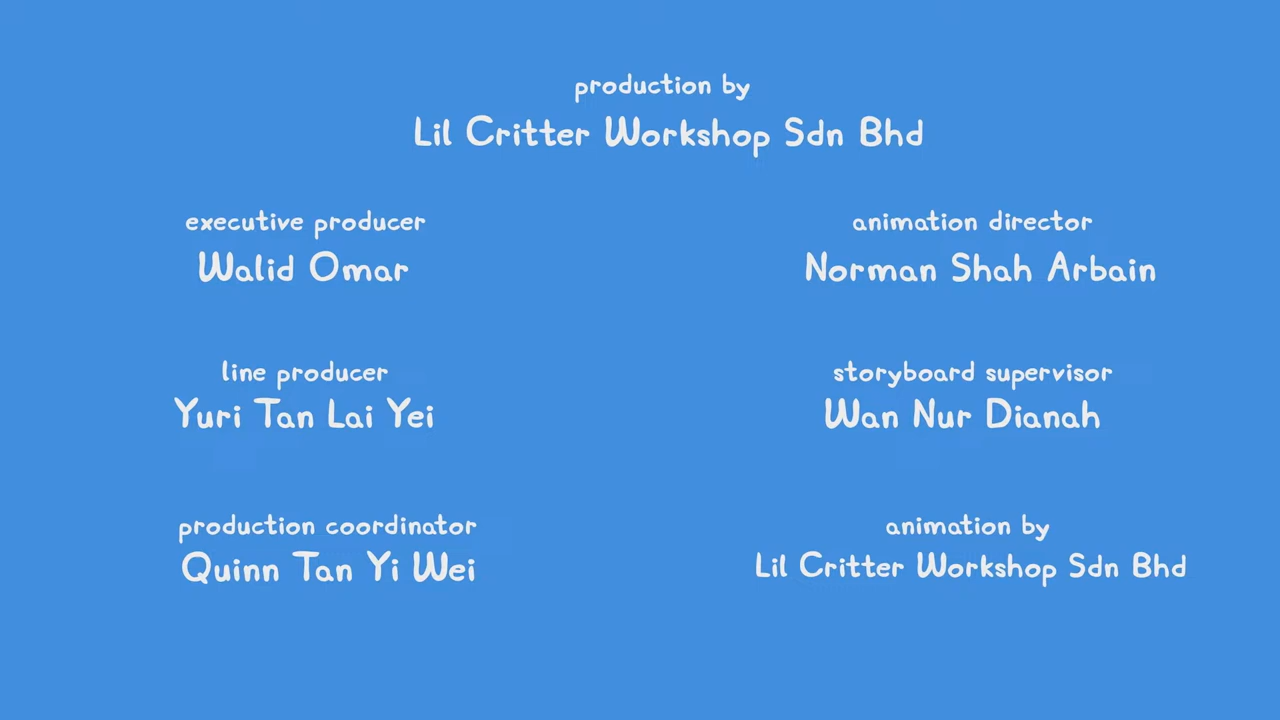 production by
Lil Critter Workshop Sdn Bhd
executive producer
Walid Omar
animation director
Norman Shah Arbain
line producer
Yuri Tan Lai Yei
storyboard supervisor
Wan Nur Dianah
production coordinator
Quinn Tan Yi Wei
animation by
Lil Critter Workshop Sdn Bhd